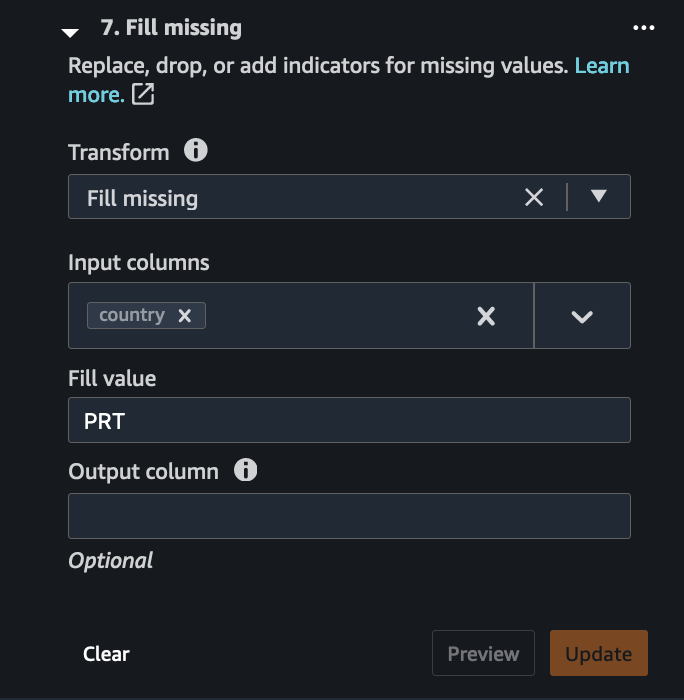 7. Fill missing
Replace, drop, or add indicators for missing values. Learn
more.
Transform
Fill missing
Input columns
country
Fill value
PRT
Output column
Optional
Clear
Preview
Update